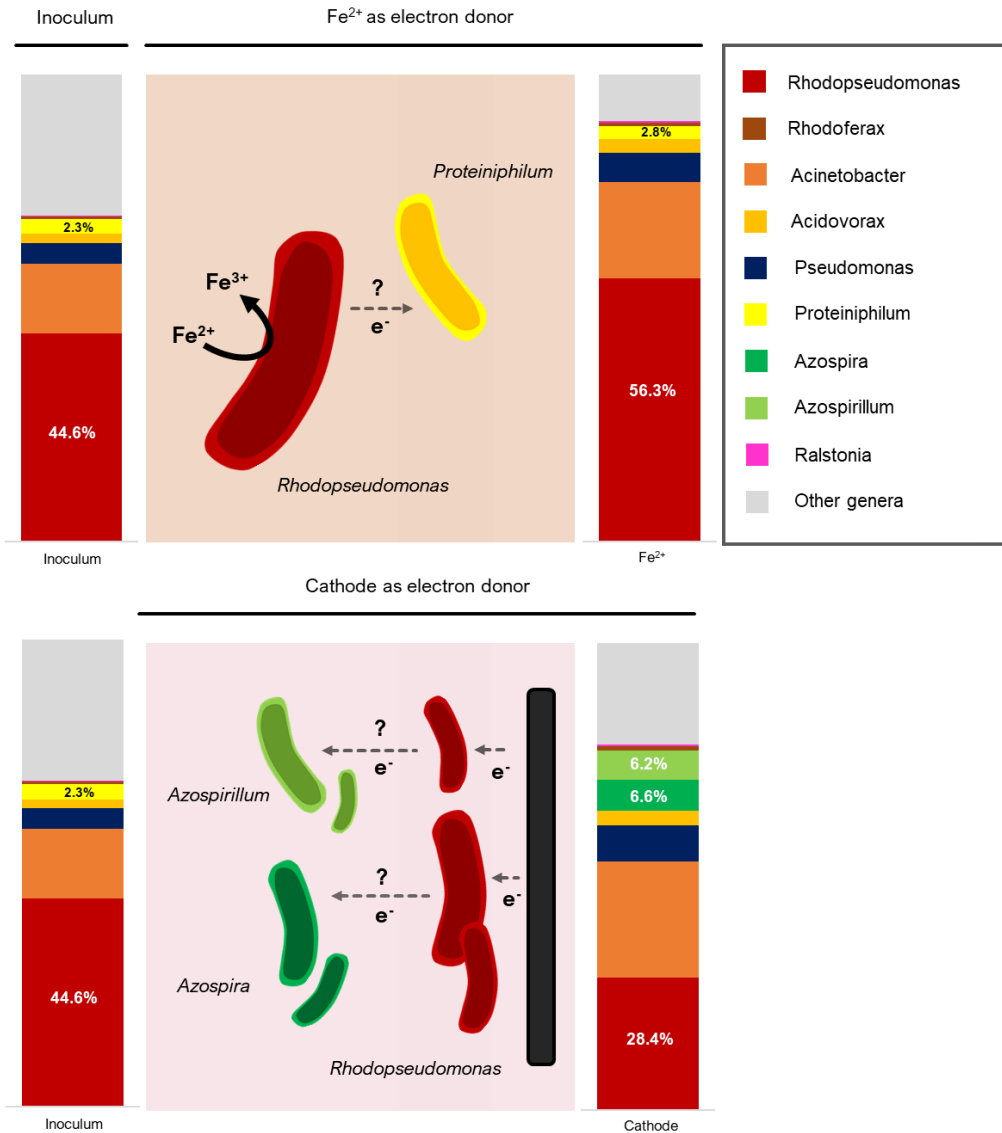 Inoculum
Fe²⁺ as electron donor
2.3%
44.6%
Inoculum
Proteiniphilum
Fe³⁺
Fe²⁺
?
e⁻
Rhodopseudomonas
2.8%
56.3%
Fe²⁺
Rhodopseudomonas
Rhodoferax
Acinetobacter
Acidovorax
Pseudomonas
Proteiniphilum
Azospira
Azospirillum
Ralstonia
Other genera
Cathode as electron donor
2.3%
44.6%
Inoculum
?
e⁻
e⁻
Azospirillum
?
e⁻
e⁻
Azospira
Rhodopseudomonas
6.2%
6.6%
28.4%
Cathode